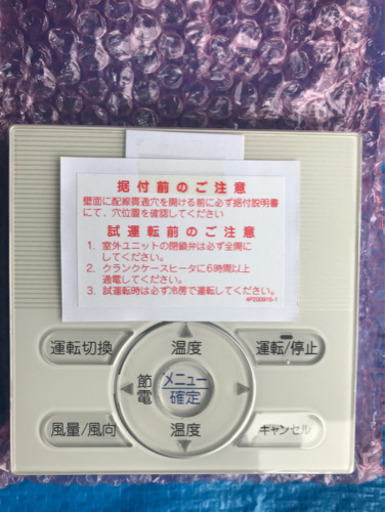 据付前のご注意
壁面に配線貫通穴を開ける前に必ず据付説明書
にて、穴位置を確認してください
試運転前のご注意
1. 室外ユニットの閉鎖弁は必ず全開に
してください。
2. クランクケースヒータに6時間以上
通電してください。
3. 試運転時は必ず冷房で運転してください。
4P200916-1
運転切換
温度
運転/停止
節電
メニュー
確定
風量/風向
温度
キャンセル